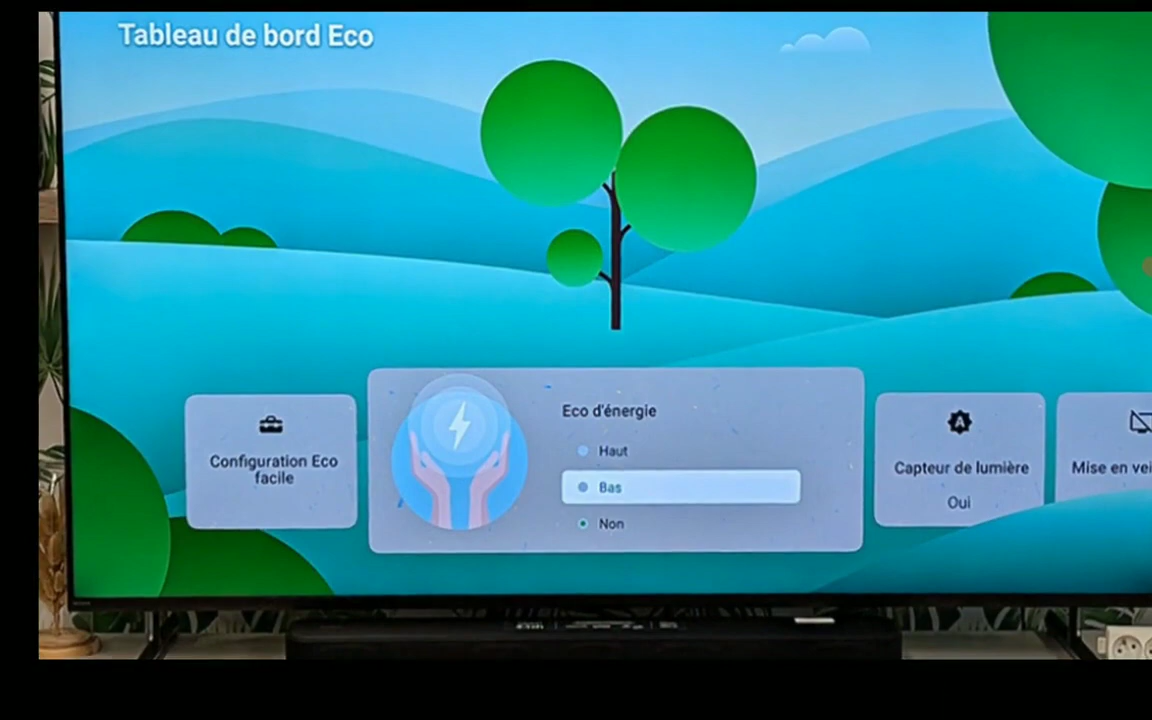 Tableau de bord Eco
Configuration Eco
facile
Eco d'énergie
Haut
Bas
Non
Capteur de lumière
Oui
A
Mise en vei